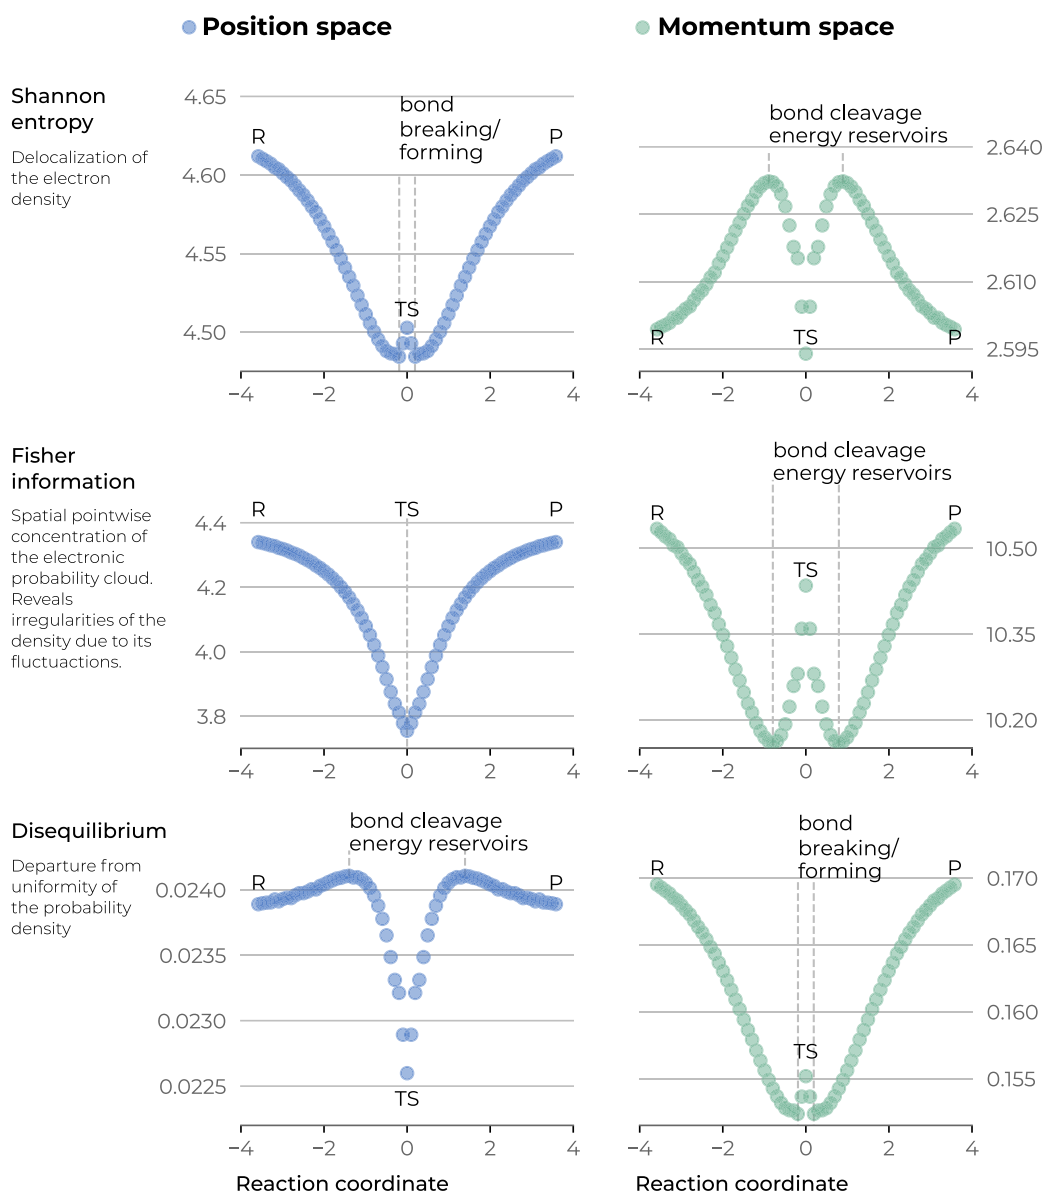 Position space
Momentum space
Shannon
entropy
Delocalization of
the electron
density
4.65
4.60
4.55
4.50
R
bond
breaking/
forming
P
TS
−4
−2
0
2
4
bond cleavage
energy reservoirs
R
TS
P
2.640
2.625
2.610
2.595
−4
−2
0
2
4
Fisher
information
Spatial pointwise
concentration of
the electronic
probability cloud.
Reveals
irregularities of the
density due to its
fluctuactions.
4.4
4.2
4.0
3.8
R
TS
P
−4
−2
0
2
4
bond cleavage
energy reservoirs
R
TS
P
10.50
10.35
10.20
−4
−2
0
2
4
Disequilibrium
Departure from
uniformity of
the probability
density
0.0240
0.0235
0.0230
0.0225
bond cleavage
energy reservoirs
R
P
TS
−4
−2
0
2
4
Reaction coordinate
bond
breaking/
forming
R
P
TS
0.170
0.165
0.160
0.155
−4
−2
0
2
4
Reaction coordinate